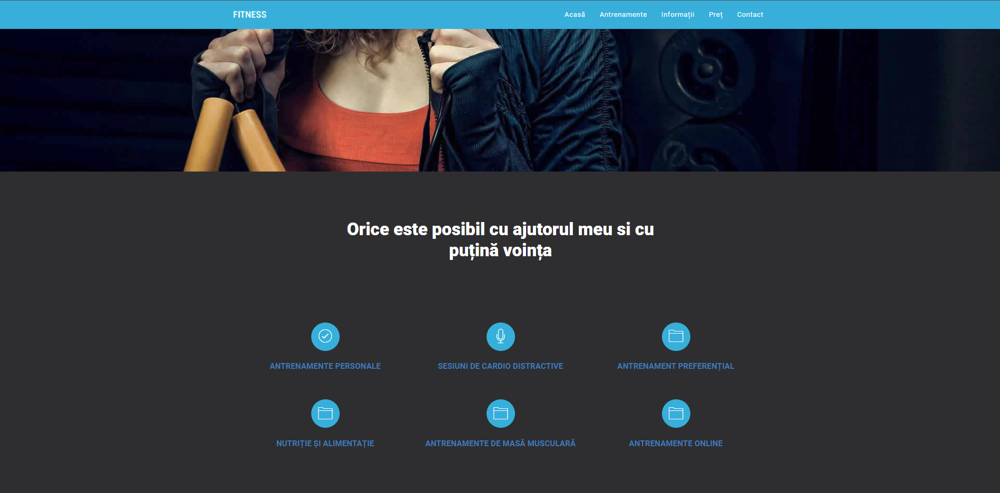 FITNESS
Acasă Antrenamente Informații Preț Contact
Orice este posibil cu ajutorul meu si cu
puțină voința
ANTRENAMENTE PERSONALE
SESIUNI DE CARDIO DISTRACTIVE
ANTRENAMENT PREFERENȚIAL
NUTRIȚIE ȘI ALIMENTAȚIE
ANTRENAMENTE DE MASĂ MUSCULARĂ
ANTRENAMENTE ONLINE